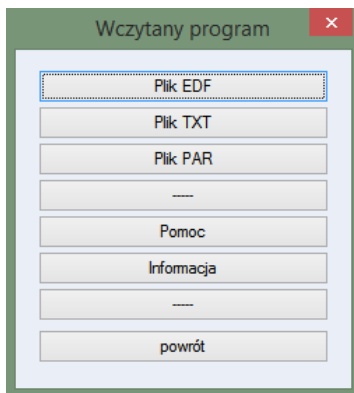 Wczytany program
Plik EDF
Plik TXT
Plik PAR
-----
Pomoc
Informacja
-----
powrót